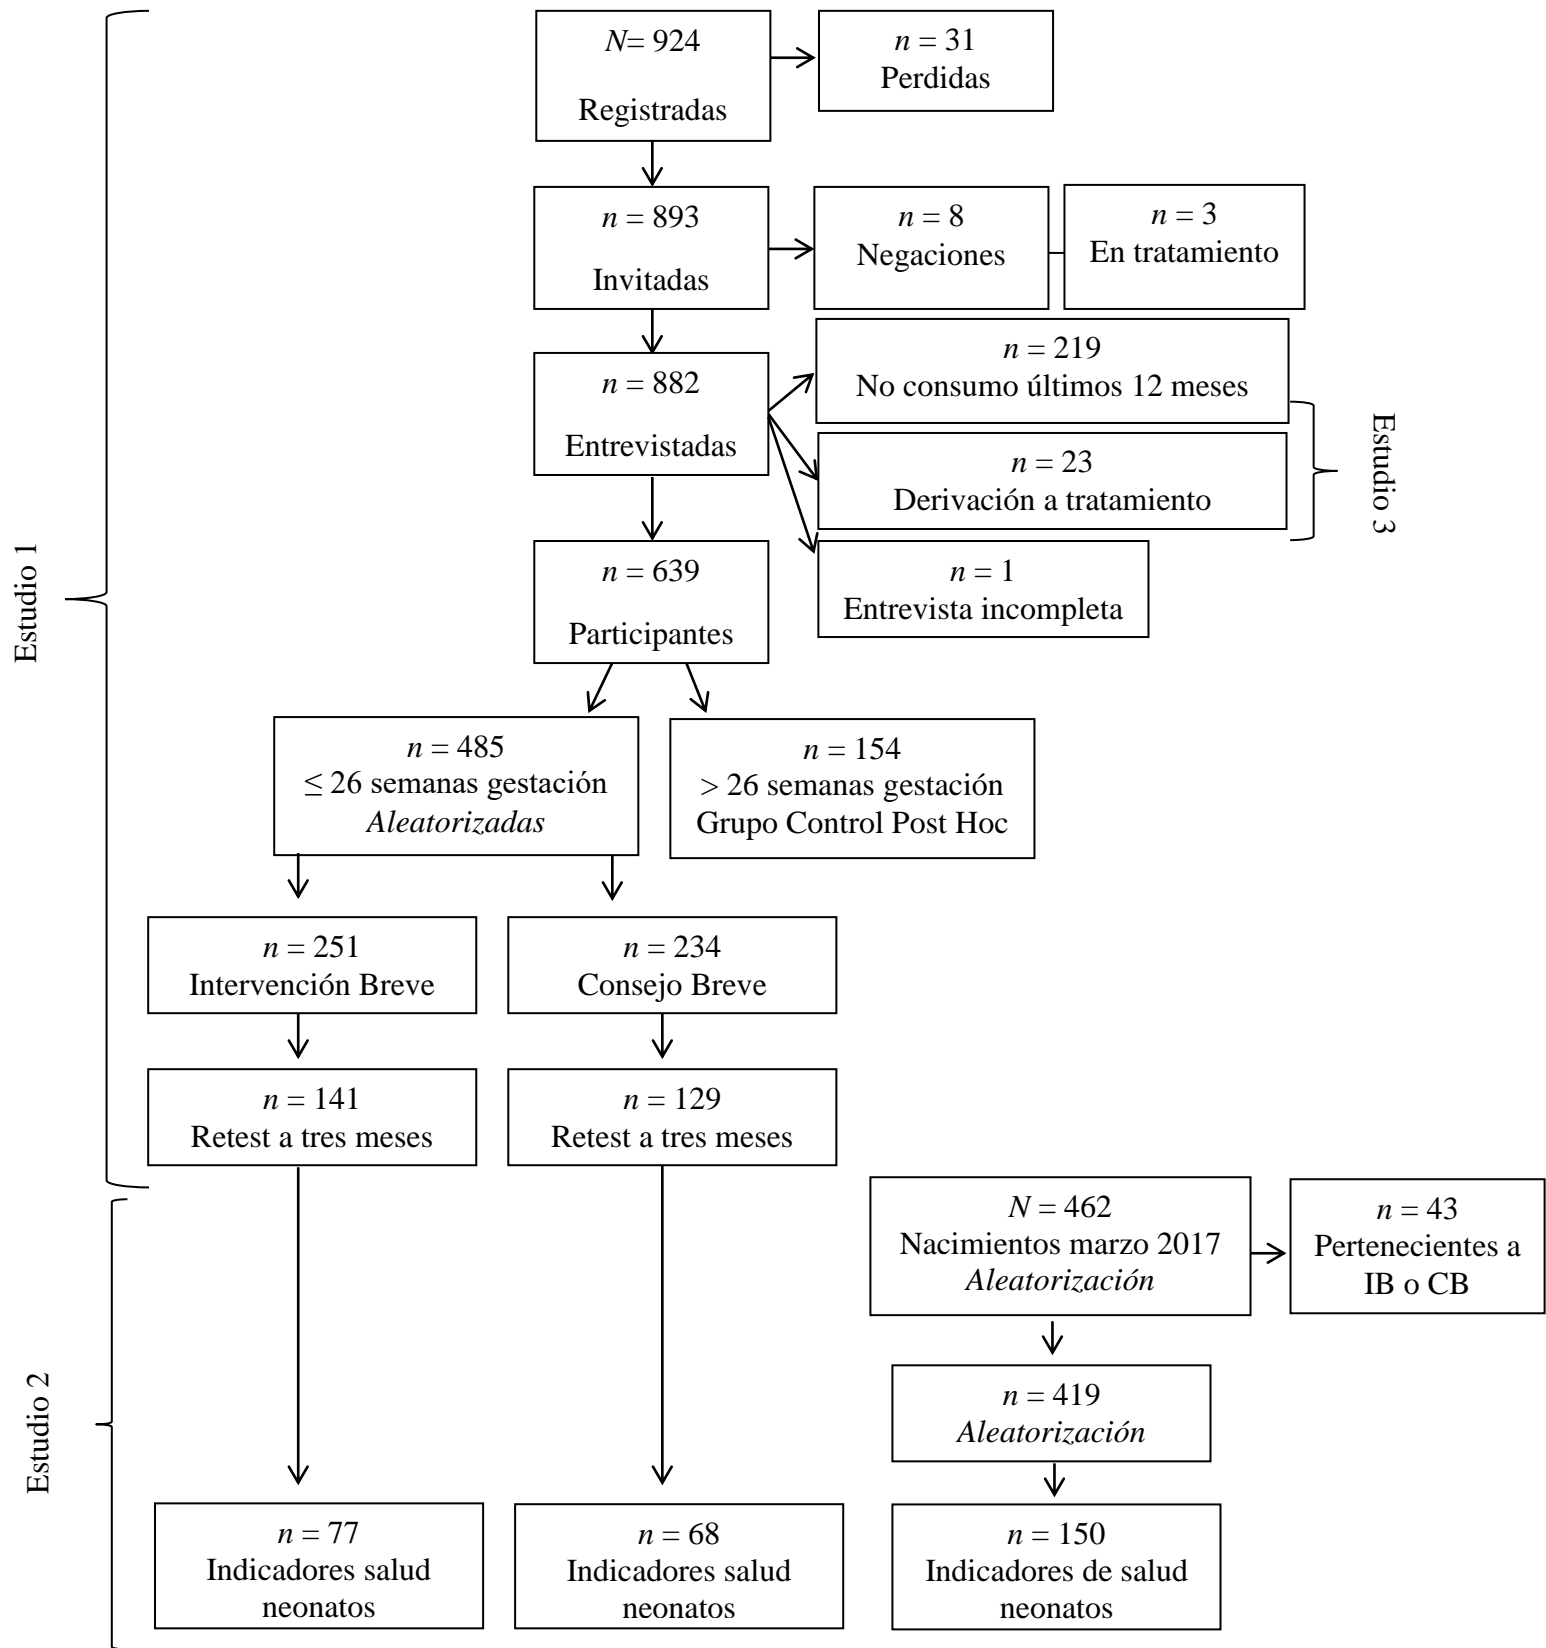 N= 924
Registradas
n = 31
Perdidas
n = 893
Invitadas
n = 8
Negaciones
n = 3
En tratamiento
n = 882
Entrevistadas
n = 219
No consumo últimos 12 meses
n = 23
Derivación a tratamiento
n = 1
Entrevista incompleta
Estudio 3
Estudio 1
n = 639
Participantes
n = 485
≤ 26 semanas gestación
Aleatorizadas
n = 154
> 26 semanas gestación
Grupo Control Post Hoc
n = 251
Intervención Breve
n = 234
Consejo Breve
n = 141
Retest a tres meses
n = 129
Retest a tres meses
N = 462
Nacimientos marzo 2017
Aleatorización
n = 43
Pertenecientes a
IB o CB
Estudio 2
n = 419
Aleatorización
n = 77
Indicadores salud
neonatos
n = 68
Indicadores salud
neonatos
n = 150
Indicadores de salud
neonatos